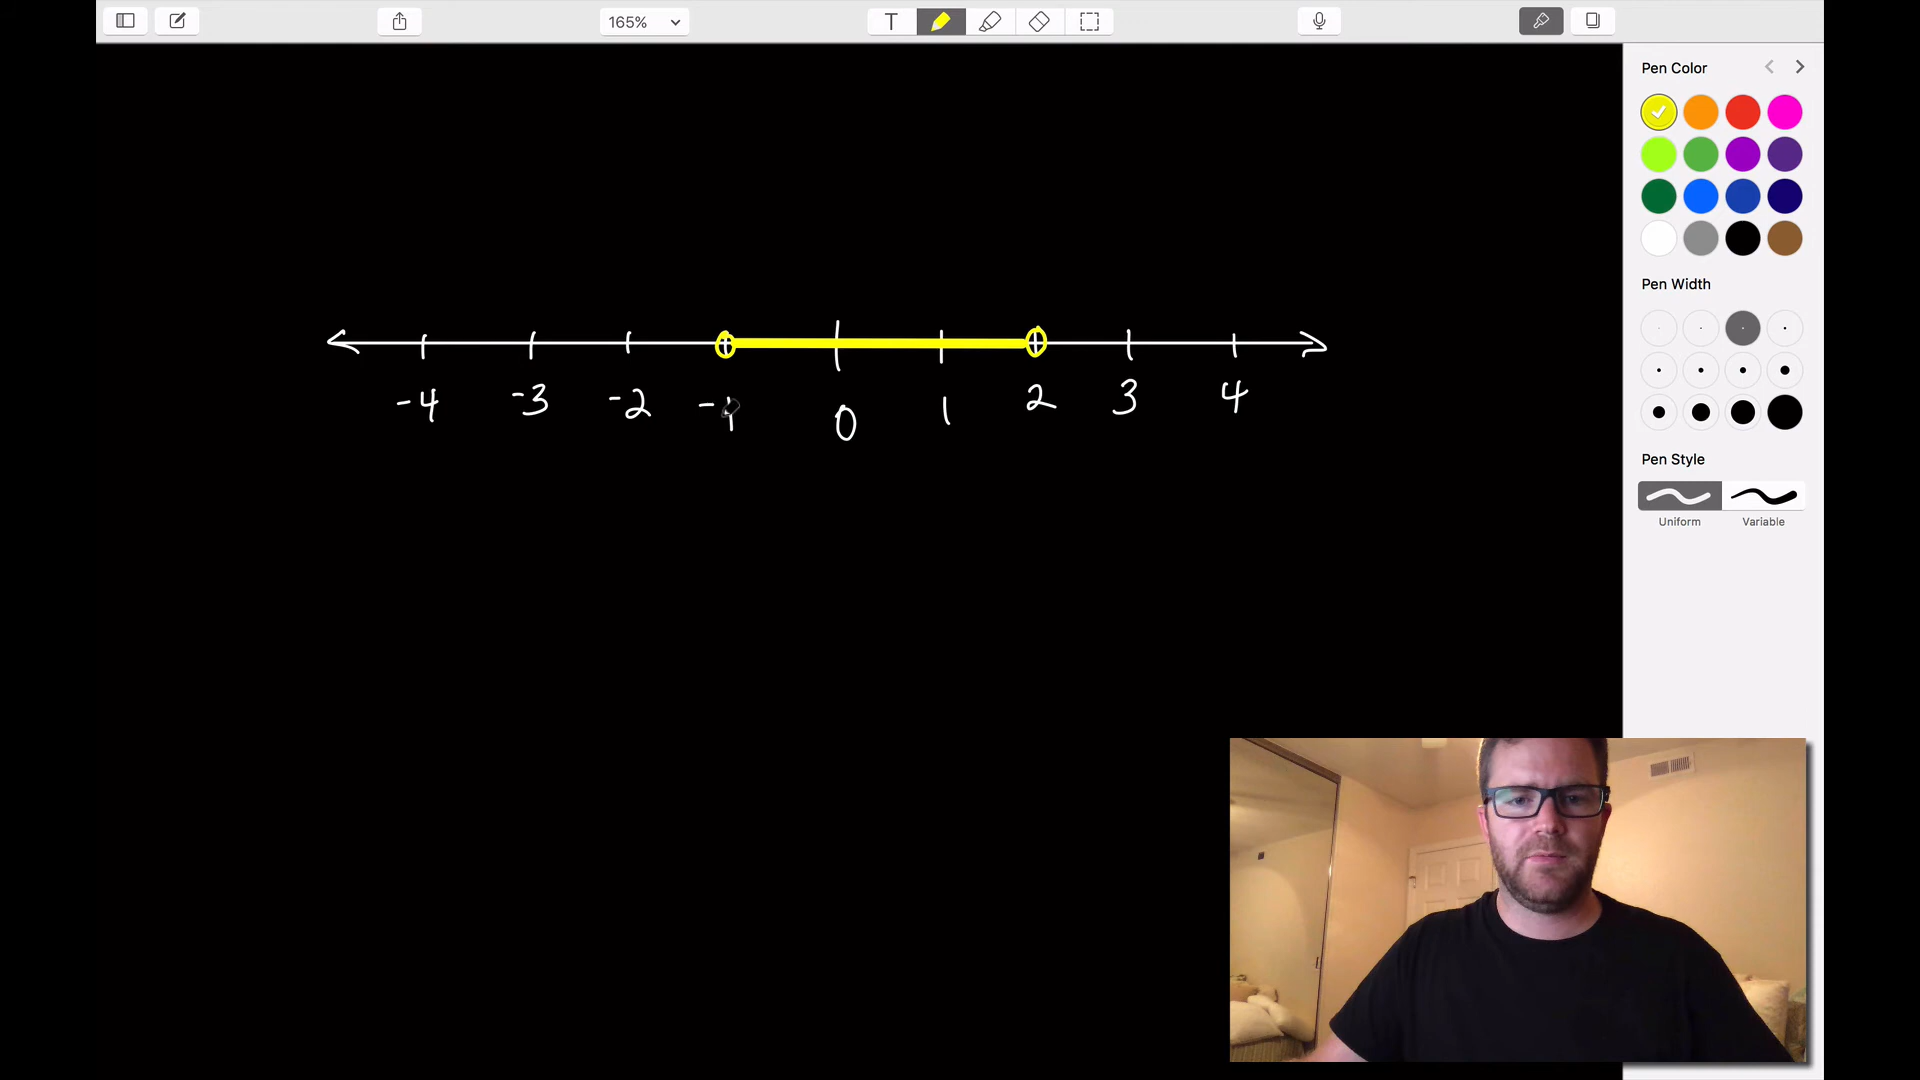 165%
T
Pen Color
-4 -3 -2 -1 0 1 2 3 4
Pen Width
Pen Style
Uniform Variable